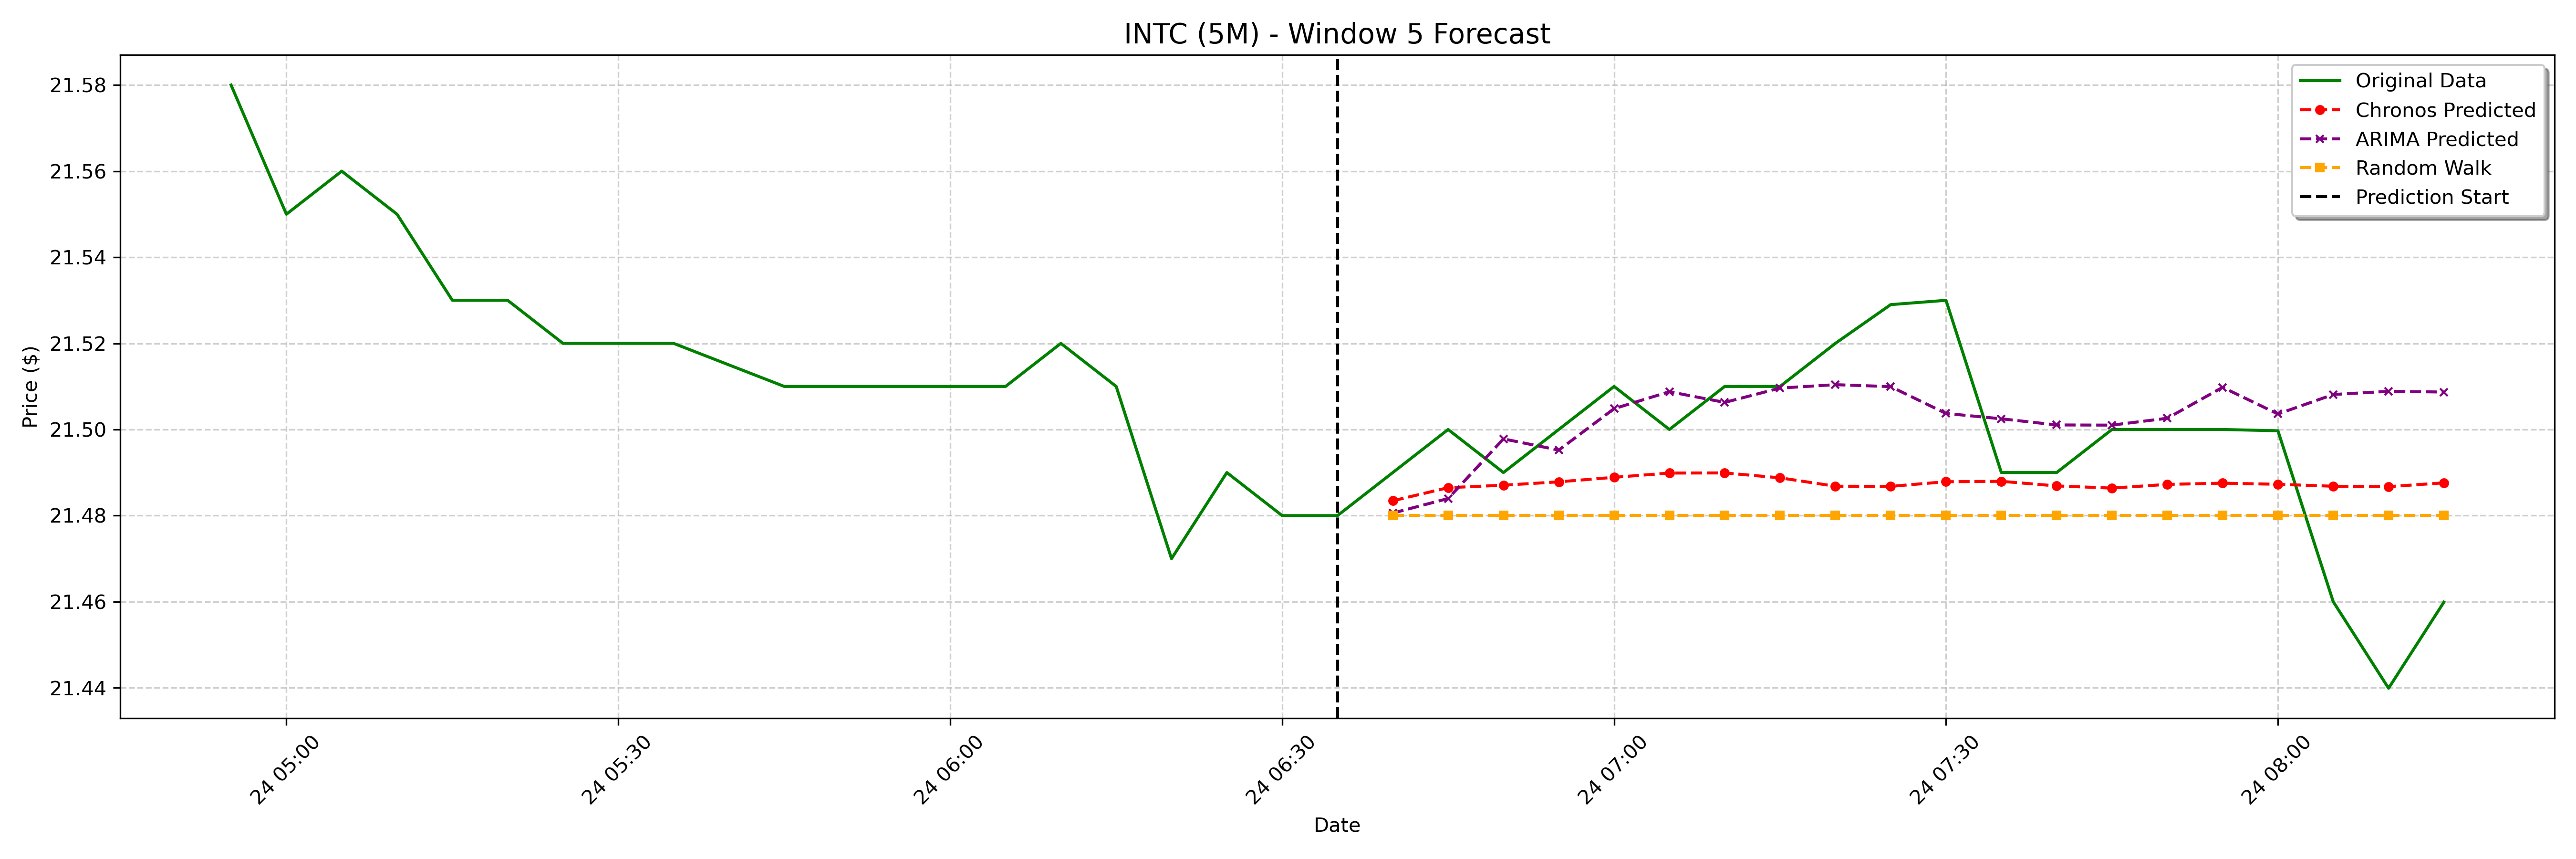 INTC (5M) - Window 5 Forecast
Original Data
Chronos Predicted
ARIMA Predicted
Random Walk
Prediction Start
Price ($)
21.58
21.56
21.54
21.52
21.50
21.48
21.46
21.44
24 05:00
24 05:30
24 06:00
24 06:30
24 07:00
24 07:30
24 08:00
Date